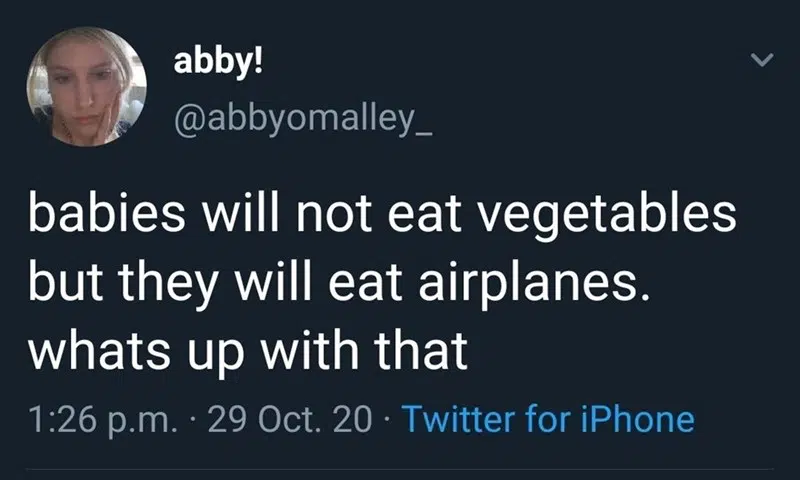 abby!
@abbyomalley_
babies will not eat vegetables
but they will eat airplanes.
whats up with that
1:26 p.m. · 29 Oct. 20 · Twitter for iPhone